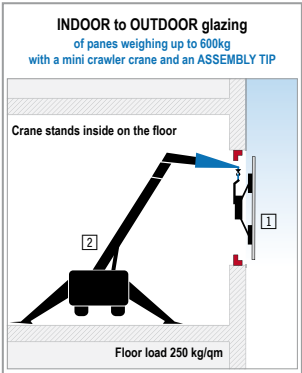 INDOOR to OUTDOOR glazing
of panes weighing up to 600kg
with a mini crawler crane and an ASSEMBLY TIP
Crane stands inside on the floor
1
2
Floor load 250 kg/qm